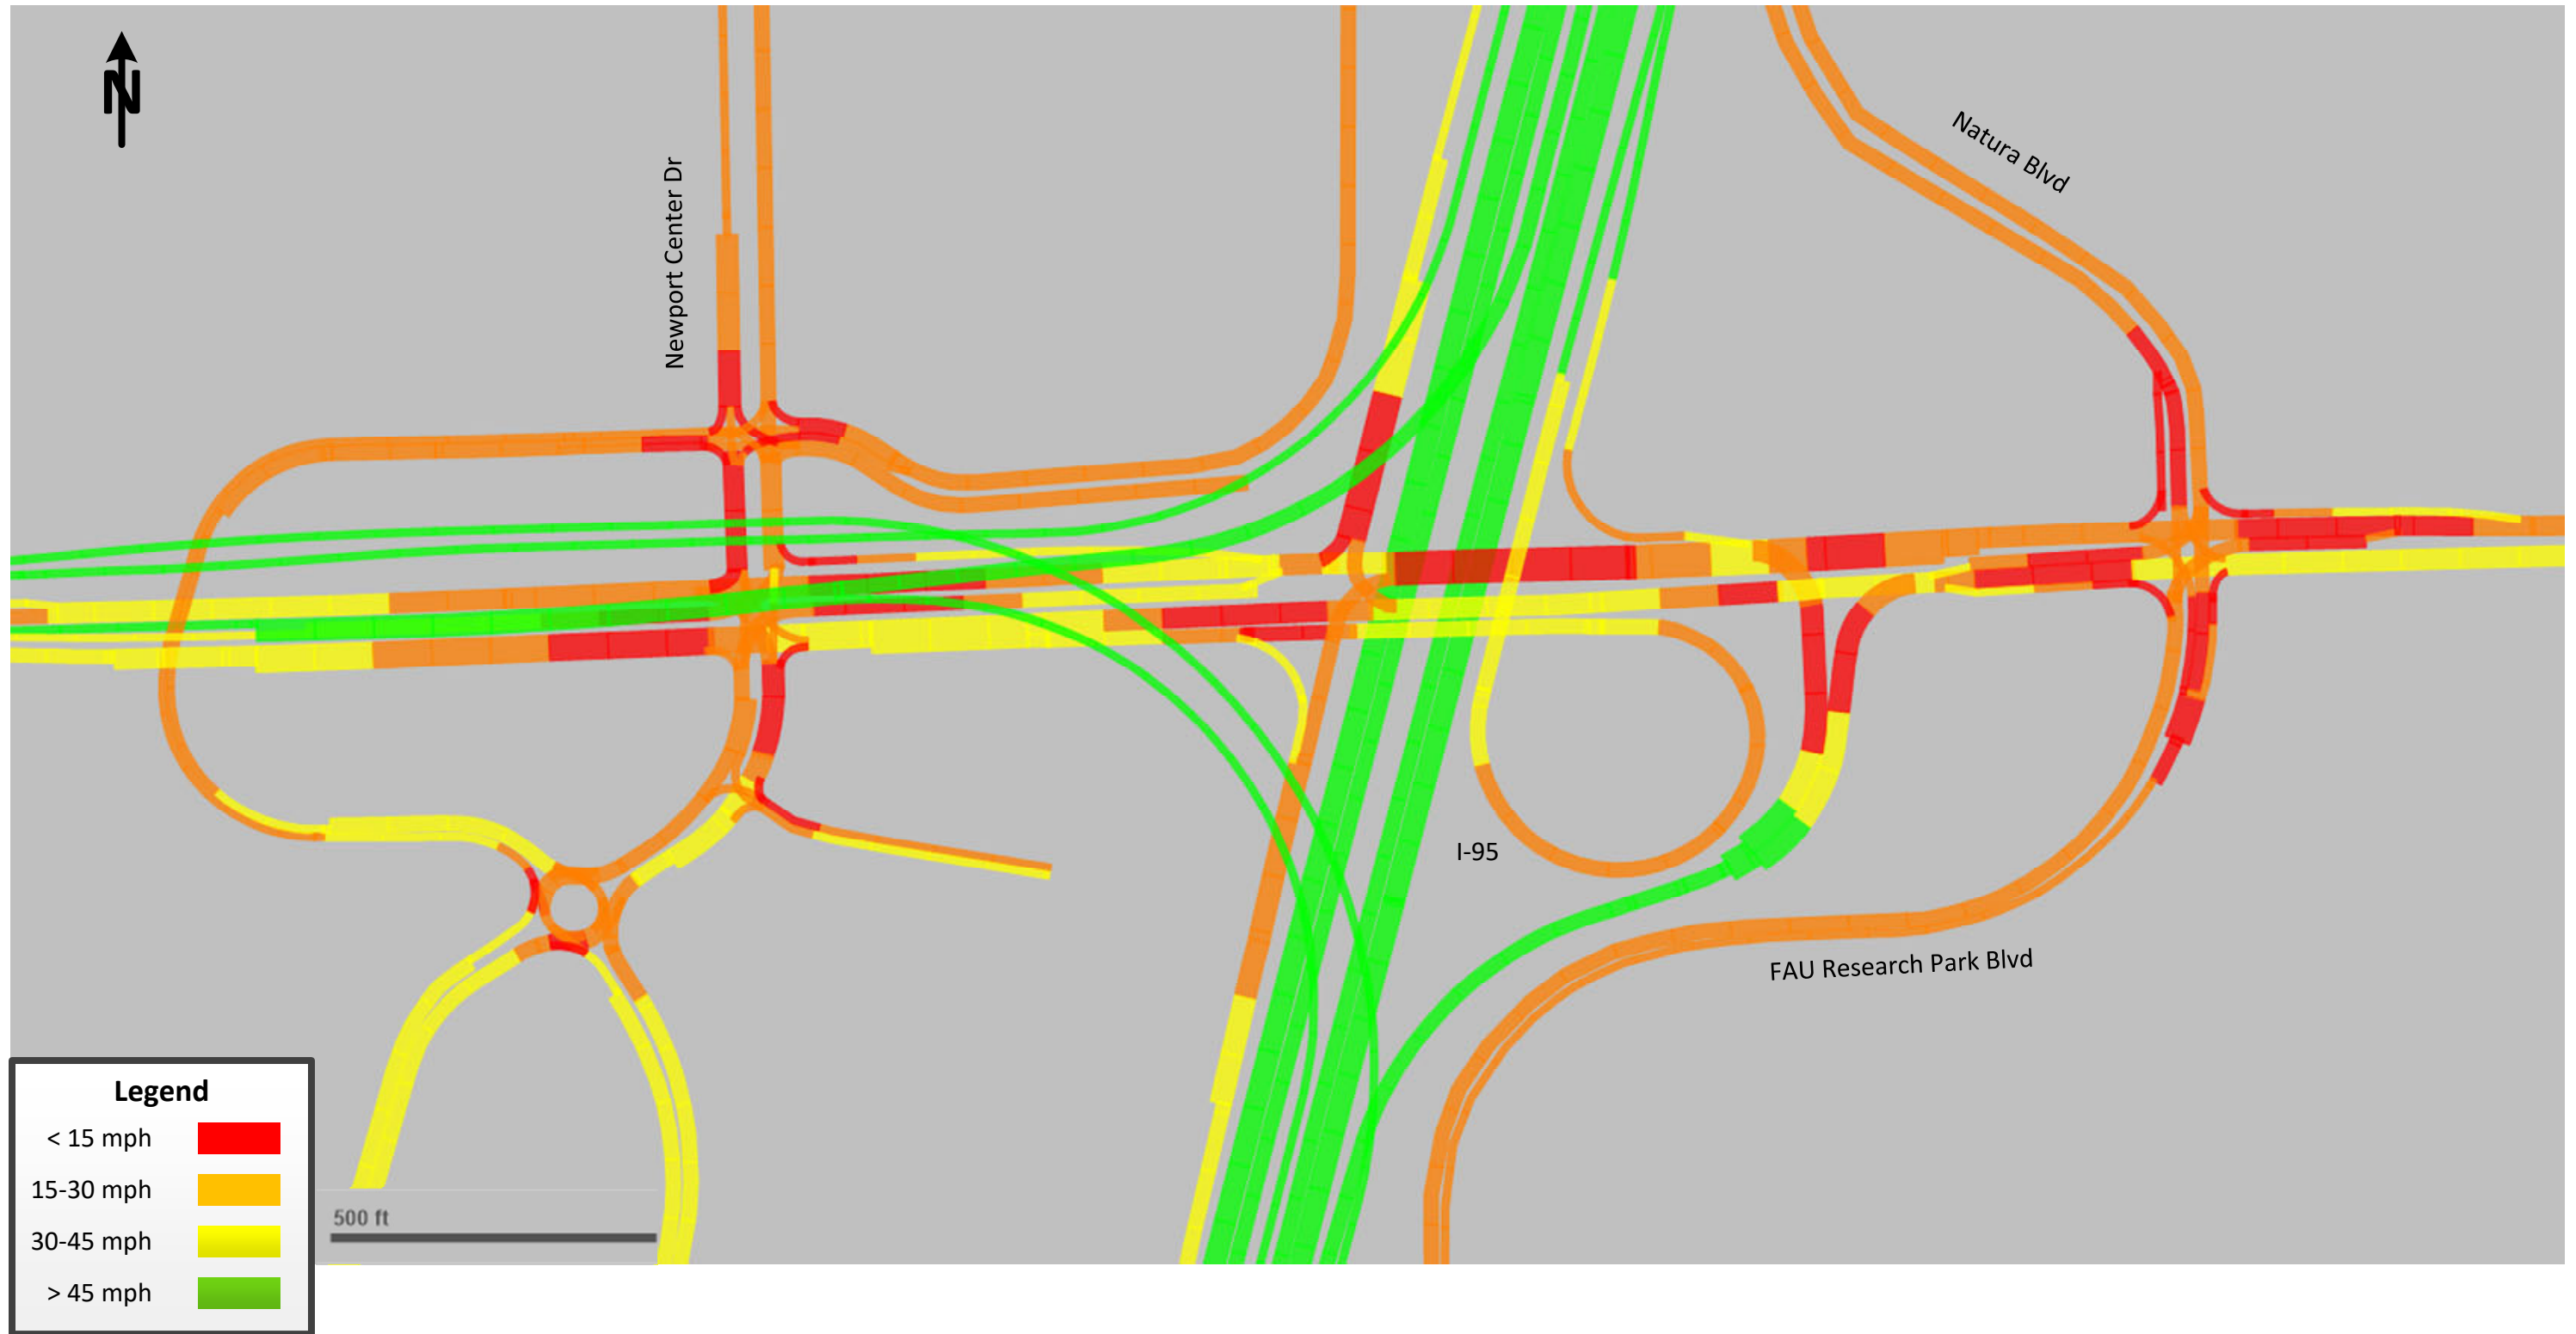 N
Natura Blvd
Newport Center Dr
I-95
FAU Research Park Blvd
Legend
< 15 mph
15-30 mph
30-45 mph
> 45 mph
500 ft